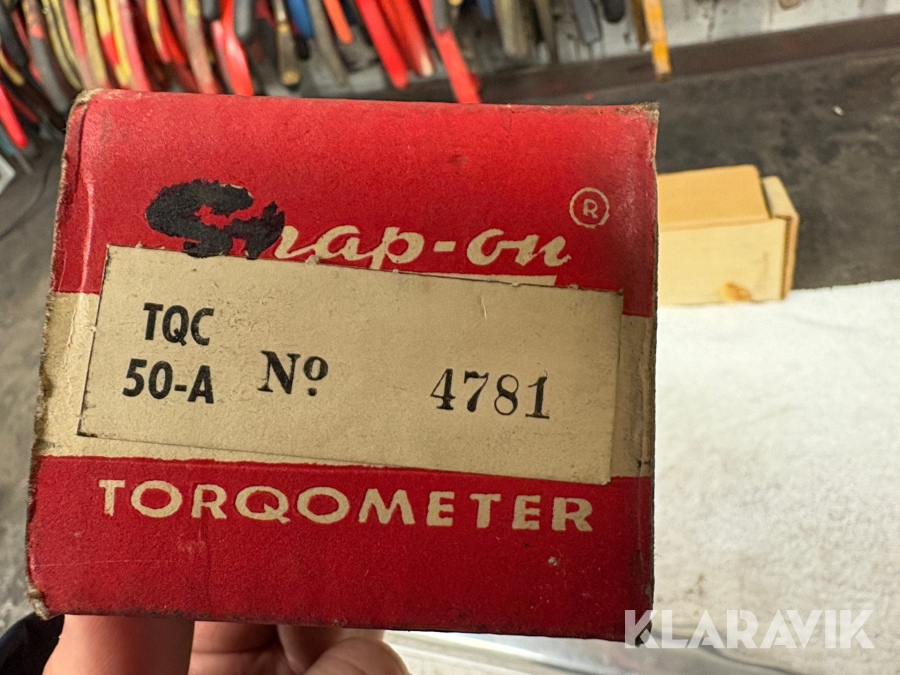 Snap-on ®
TQC
50-A
Nº 4781
TORQOMETER
KLARAVIK